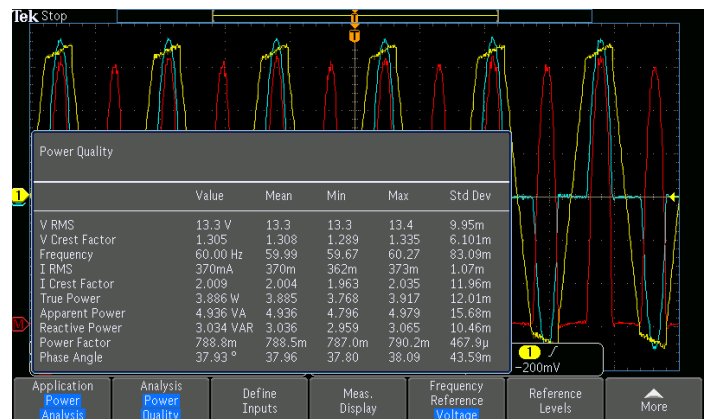 Tek Stop
T
T
Power Quality
Value Mean Min Max Std Dev
1
V RMS 13.3 V 13.3 13.3 13.4 9.95m
V Crest Factor 1.305 1.308 1.289 1.335 6.101m
Frequency 60.00 Hz 59.99 59.67 60.27 83.09m
I RMS 370mA 370m 362m 373m 1.07m
I Crest Factor 2.009 2.004 1.963 2.035 11.96m
True Power 3.886 W 3.885 3.768 3.917 12.01m
Apparent Power 4.936 VA 4.936 4.796 4.979 15.68m
M Reactive Power 3.034 VAR 3.036 2.959 3.065 10.46m
Power Factor 788.8m 788.5m 787.0m 790.2m 467.9µ
Phase Angle 37.93 ° 37.96 37.80 38.09 43.59m
1
-200mV
Application
Power
Analysis
Analysis
Power
Quality
Define
Inputs
Meas.
Display
Frequency
Reference
Voltage
Reference
Levels
More